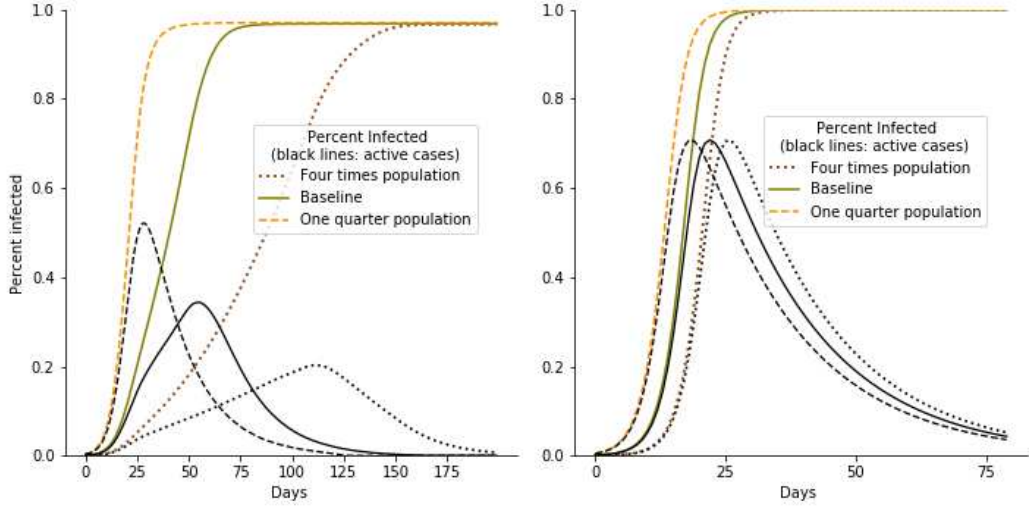 1.0
0.8
0.6
0.4
0.2
0.0
Percent infected
Percent Infected
(black lines: active cases)
Four times population
Baseline
One quarter population
0 25 50 75 100 125 150 175
Days
1.0
0.8
0.6
0.4
0.2
0.0
Percent Infected
(black lines: active cases)
Four times population
Baseline
One quarter population
0 25 50 75
Days